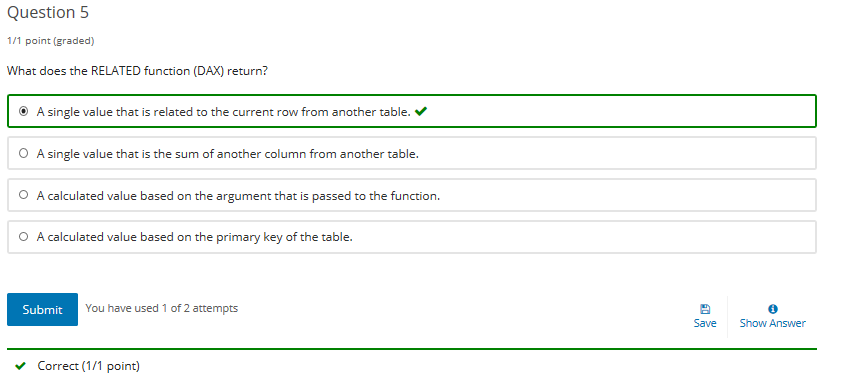 Question 5
1/1 point (graded)
What does the RELATED function (DAX) return?
A single value that is related to the current row from another table.
A single value that is the sum of another column from another table.
A calculated value based on the argument that is passed to the function.
A calculated value based on the primary key of the table.
Submit You have used 1 of 2 attempts
Save Show Answer
Correct (1/1 point)